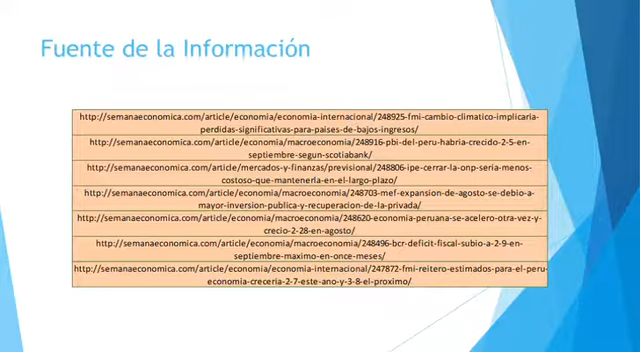 Fuente de la Información
http://semanaeconomica.com/article/economia/economia-internacional/248925-fmi-cambio-climatico-implicaria-
perdidas-significativas-para-paises-de-bajos-ingresos/
http://semanaeconomica.com/article/economia/macroeconomia/248916-pbi-del-peru-habria-crecido-2-5-en-
septiembre-segun-scotiabank/
http://semanaeconomica.com/article/mercados-y-finanzas/previsional/248806-ipe-cerrar-la-onp-seria-menos-
costoso-que-mantenerla-en-el-largo-plazo/
http://semanaeconomica.com/article/economia/macroeconomia/248703-mef-expansion-de-agosto-se-debio-a-
mayor-inversion-publica-y-recuperacion-de-la-privada/
http://semanaeconomica.com/article/economia/macroeconomia/248620-economia-peruana-se-acelero-otra-vez-y-
crecio-2-28-en-agosto/
http://semanaeconomica.com/article/economia/macroeconomia/248496-bcr-deficit-fiscal-subio-a-2-9-en-
septiembre-maximo-en-once-meses/
http://semanaeconomica.com/article/economia/economia-internacional/247872-fmi-reitero-estimados-para-el-peru-
economia-creceria-2-7-este-ano-y-3-8-el-proximo/